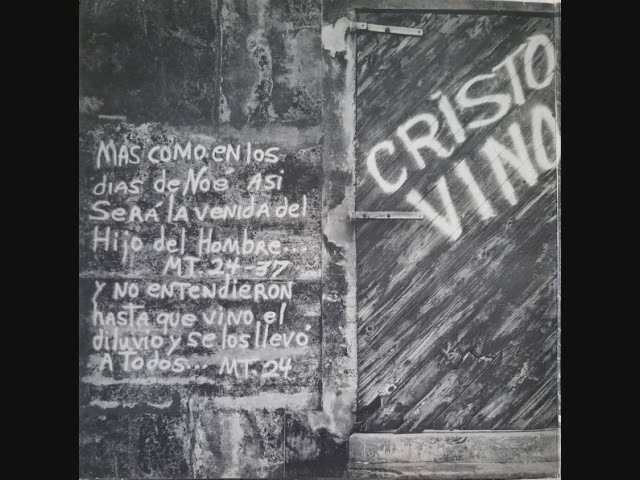 MAS COMO EN los
dias de Noé Asi
Será la venida del
Hijo del Hombre...
MT. 24-37
y NO ENTENDIERON
hasta que vino el
diluvio y se los llevó
A Todos... MT. 24
CRISTO
VINO